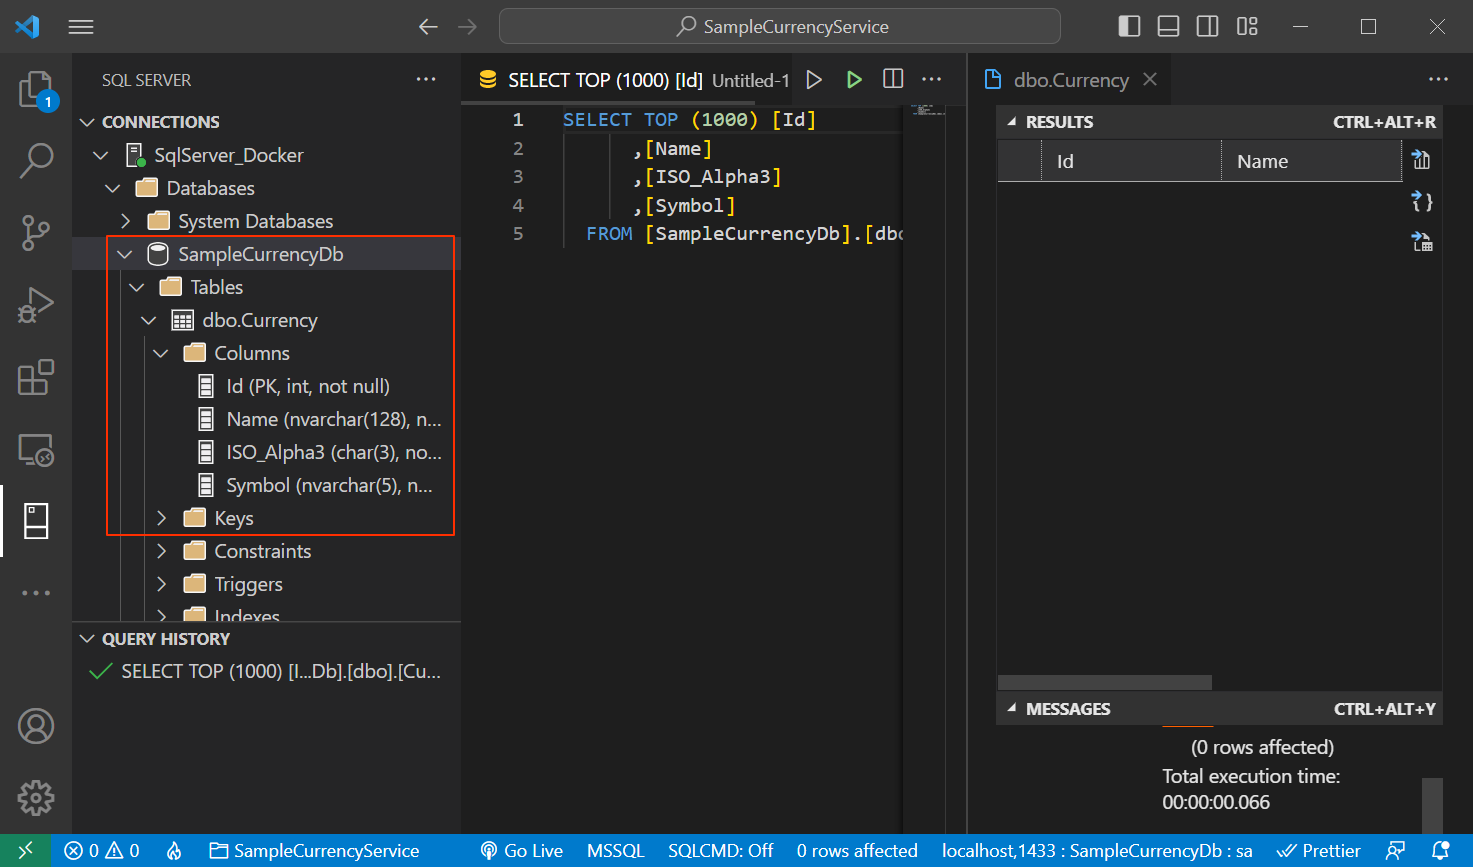 SampleCurrencyService
1
SQL SERVER
CONNECTIONS
SqlServer_Docker
Databases
System Databases
SampleCurrencyDb
Tables
dbo.Currency
Columns
Id (PK, int, not null)
Name (nvarchar(128), n...
ISO_Alpha3 (char(3), no...
Symbol (nvarchar(5), n...
Keys
Constraints
Triggers
Indexes
QUERY HISTORY
SELECT TOP (1000) [I...Db].[dbo].[Cu...
SELECT TOP (1000) [Id] Untitled-1
1 SELECT TOP (1000) [Id]
2 ,[Name]
3 ,[ISO_Alpha3]
4 ,[Symbol]
5 FROM [SampleCurrencyDb].[dbo
dbo.Currency
RESULTS CTRL+ALT+R
Id Name
MESSAGES CTRL+ALT+Y
(0 rows affected)
Total execution time:
00:00:00.066
0 0 SampleCurrencyService Go Live MSSQL SQLCMD: Off 0 rows affected localhost,1433 : SampleCurrencyDb : sa Prettier